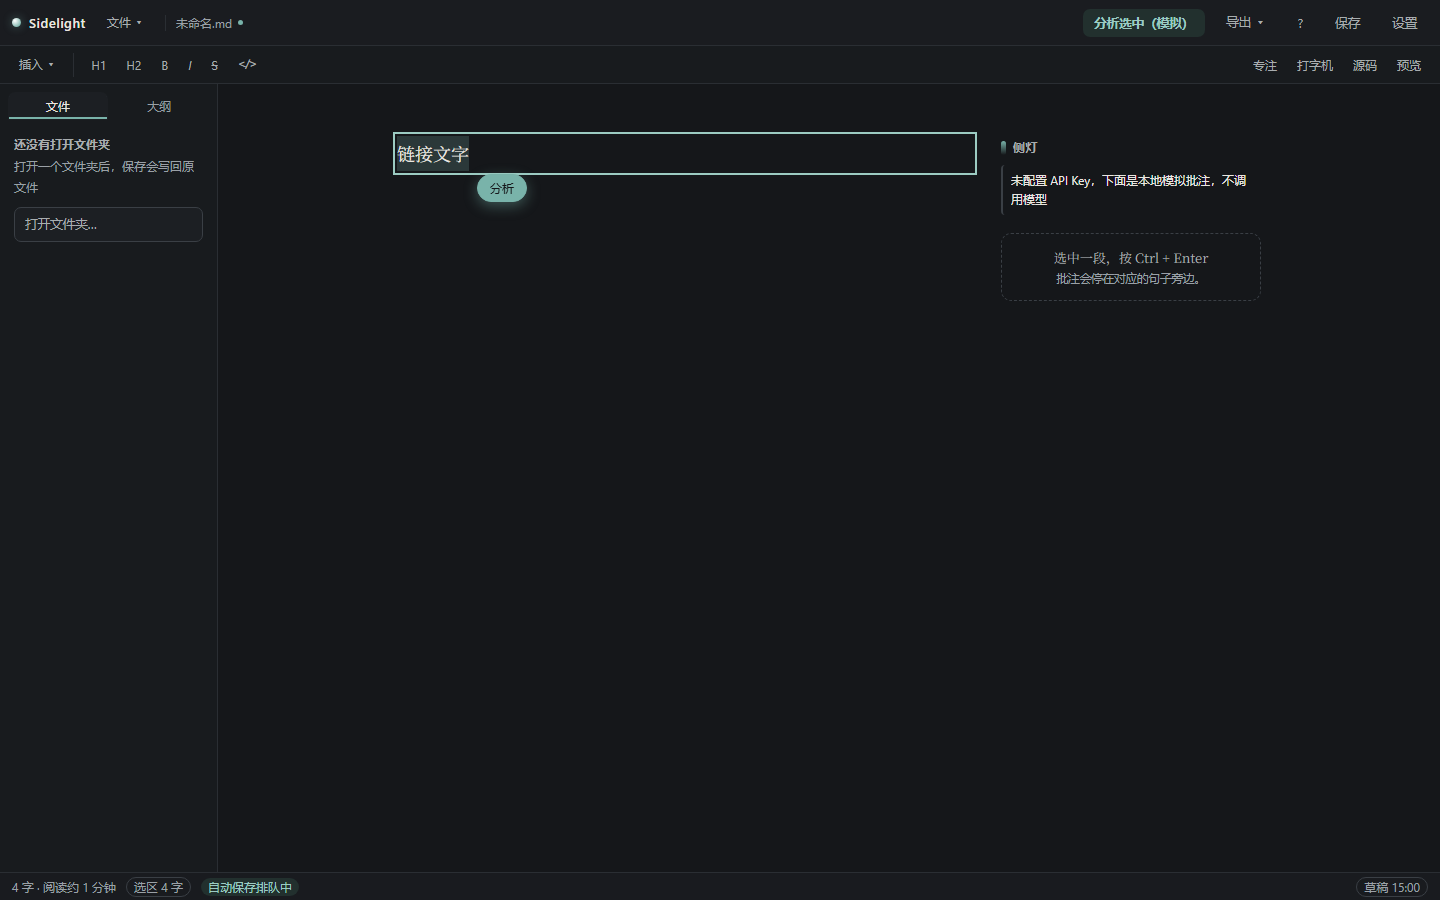 Sidelight
文件
未命名.md
分析选中（模拟）
导出
?
保存
设置
插入
H1
H2
B
I
S
</>
专注
打字机
源码
预览
文件
大纲
还没有打开文件夹
打开一个文件夹后，保存会写回原
文件
打开文件夹...
链接文字
分析
侧灯
未配置 API Key，下面是本地模拟批注，不调
用模型
选中一段，按 Ctrl + Enter
批注会停在对应的句子旁边。
4 字 · 阅读约 1 分钟
选区 4 字
自动保存排队中
草稿 15:00